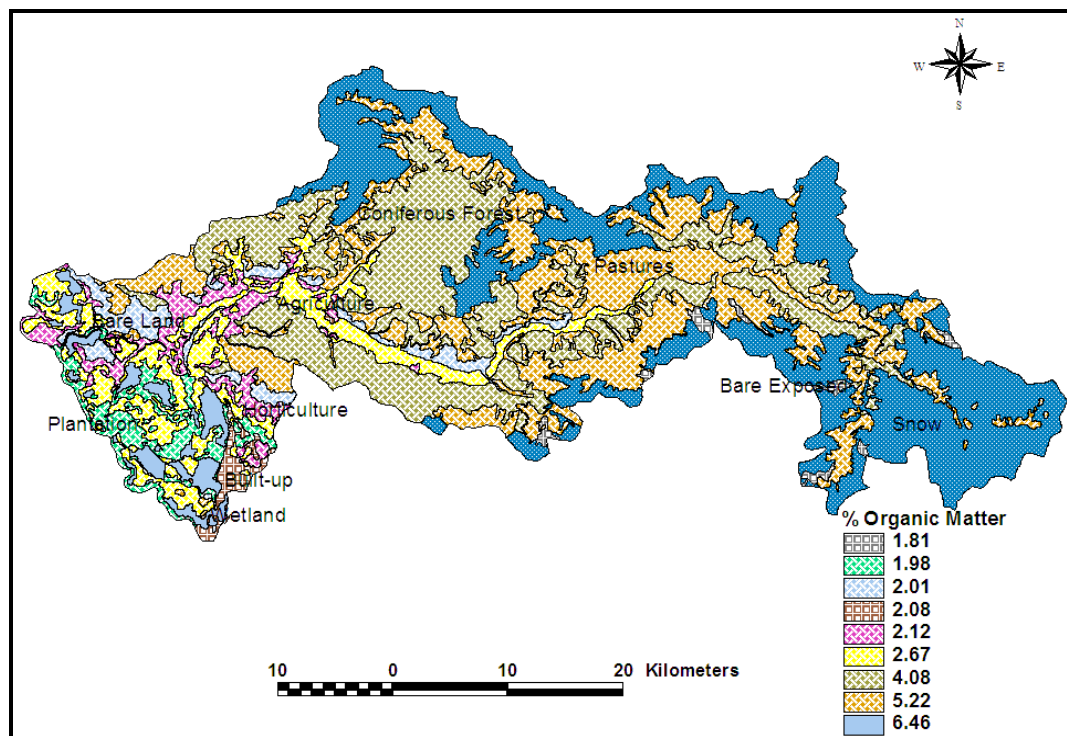 N
W E
S
Coniferous Forest
Pastures
Agriculture
Bare Land
Bare Exposed
Horticulture
Plantation
Snow
Built-up
Wetland
% Organic Matter
1.81
1.98
2.01
2.08
2.12
2.67
4.08
5.22
6.46
10 0 10 20 Kilometers